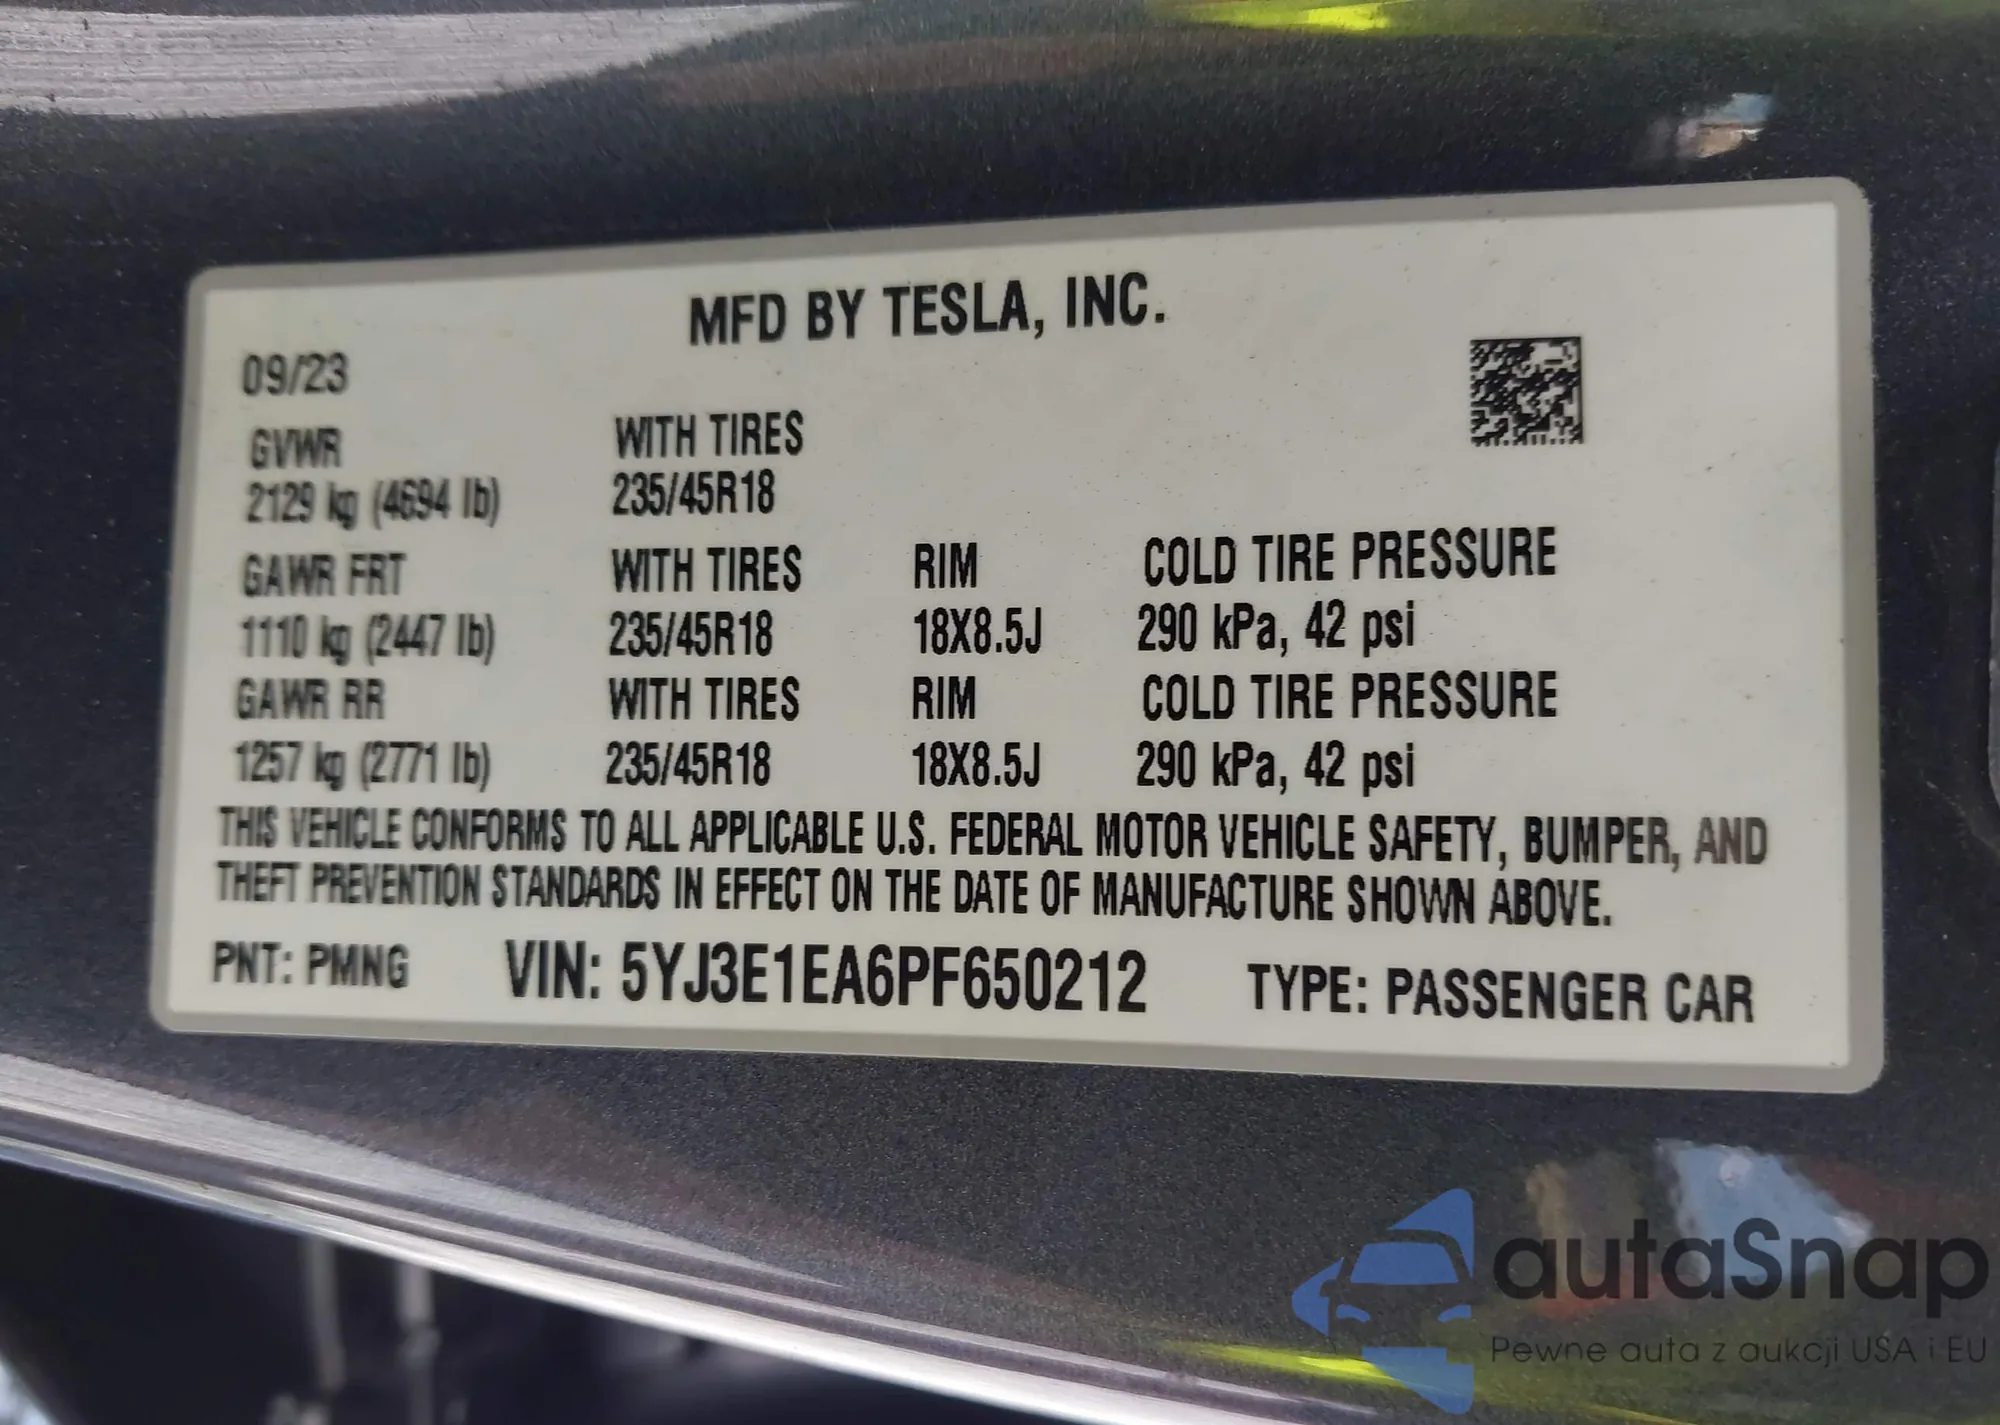 MFD BY TESLA, INC.
09/23
GVWR WITH TIRES
2129 kg (4694 lb) 235/45R18
GAWR FRT WITH TIRES RIM COLD TIRE PRESSURE
1110 kg (2447 lb) 235/45R18 18X8.5J 290 kPa, 42 psi
GAWR RR WITH TIRES RIM COLD TIRE PRESSURE
1257 kg (2771 lb) 235/45R18 18X8.5J 290 kPa, 42 psi
THIS VEHICLE CONFORMS TO ALL APPLICABLE U.S. FEDERAL MOTOR VEHICLE SAFETY, BUMPER, AND
THEFT PREVENTION STANDARDS IN EFFECT ON THE DATE OF MANUFACTURE SHOWN ABOVE.
PNT: PMNG VIN: 5YJ3E1EA6PF650212 TYPE: PASSENGER CAR
autaSnap
Pewne auta z aukcji USA i EU